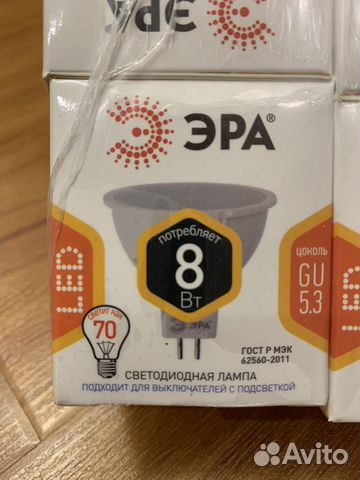 ЭРА
ЭРА®
LED
потребляет
8
Вт
цоколь
GU
5.3
LED
светит как
70
ЭРА
ГОСТ Р МЭК
62560-2011
СВЕТОДИОДНАЯ ЛАМПА
ПОДХОДИТ ДЛЯ ВЫКЛЮЧАТЕЛЕЙ С ПОДСВЕТКОЙ
Avito